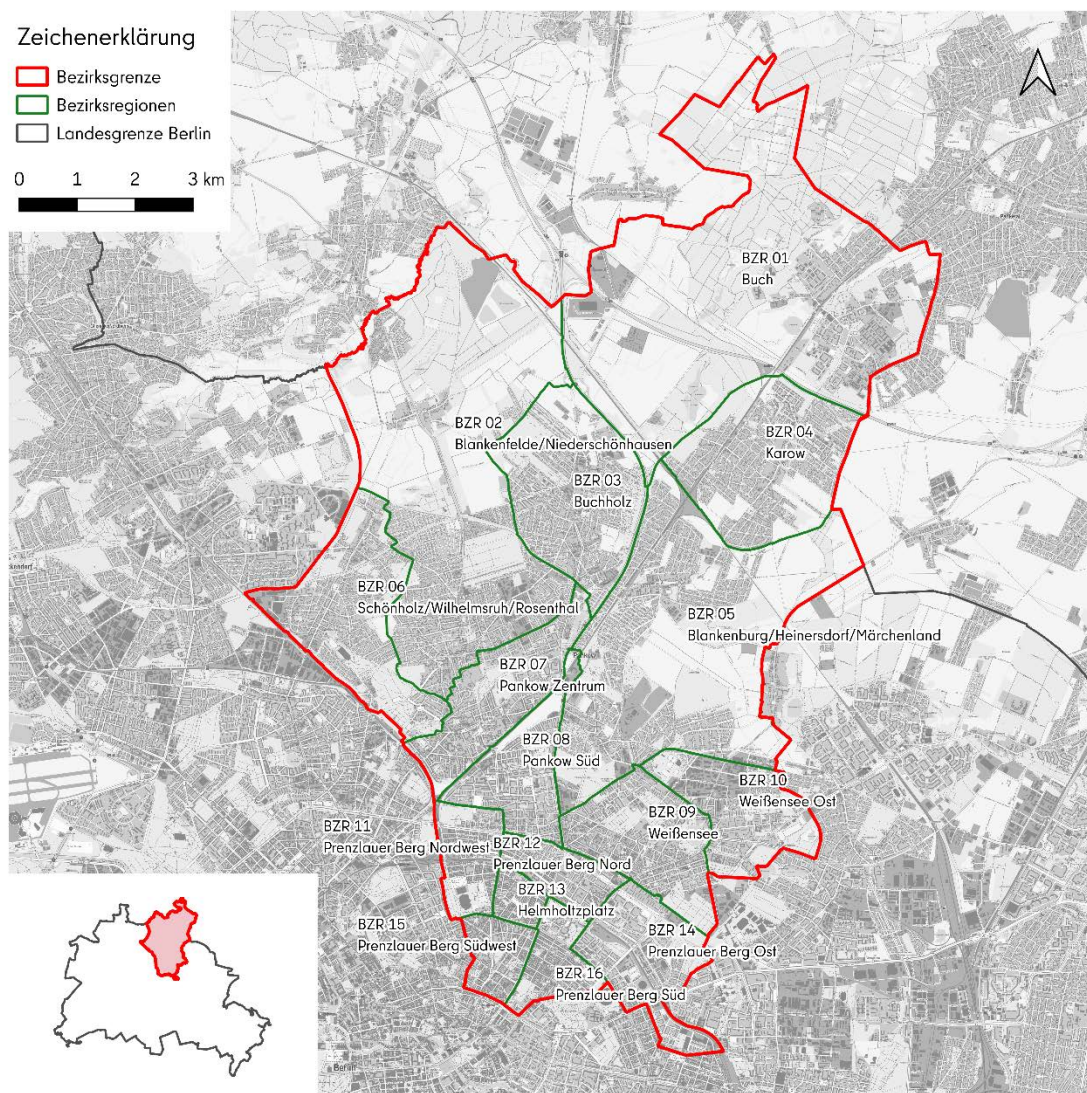 Zeichenerklärung
Bezirksgrenze
Bezirksregionen
Landesgrenze Berlin
0 1 2 3 km
BZR 01
Buch
BZR 02
Blankenfelde/Niederschönhausen
BZR 04
Karow
BZR 03
Buchholz
BZR 06
Schönholz/Wilhelmsruh/Rosenthal
BZR 05
Blankenburg/Heinersdorf/Märchenland
BZR 07
Pankow Zentrum
BZR 08
Pankow Süd
BZR 10
Weißensee Ost
BZR 09
Weißensee
BZR 11
Prenzlauer Berg Nordwest
BZR 12
Prenzlauer Berg Nord
BZR 13
Helmholtzplatz
BZR 15
Prenzlauer Berg Südwest
BZR 14
Prenzlauer Berg Ost
BZR 16
Prenzlauer Berg Süd
Berlin